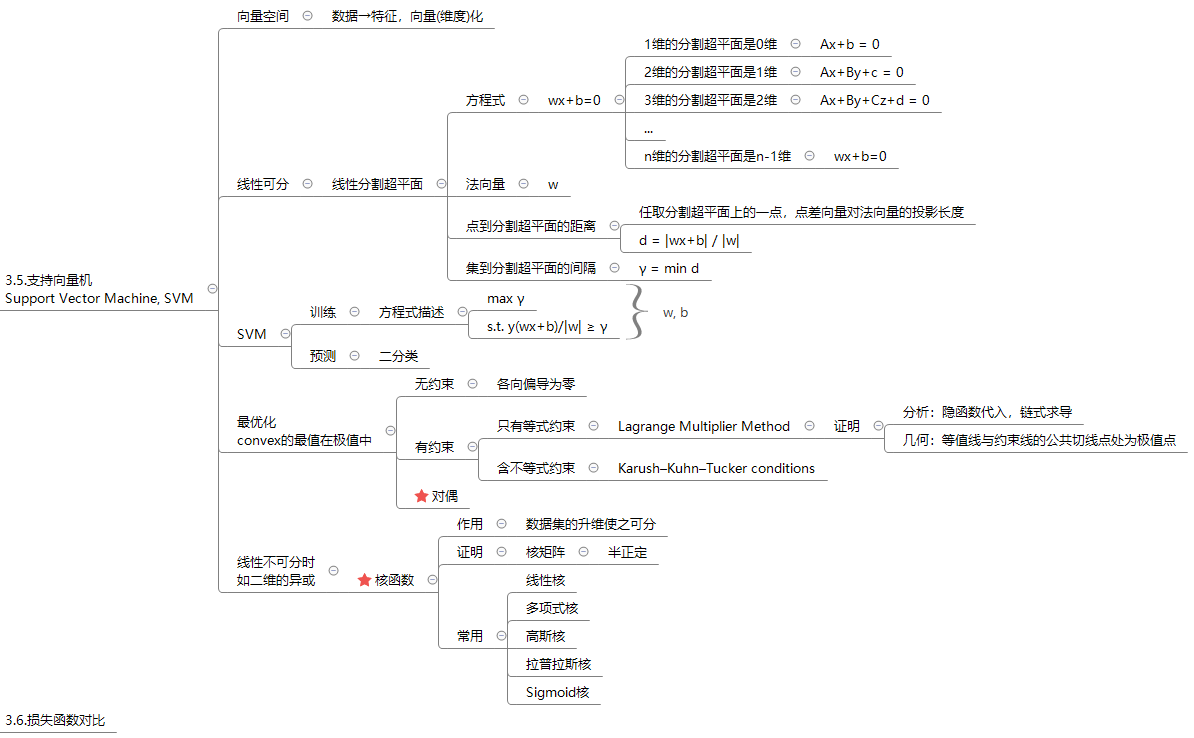 3.5.支持向量机
Support Vector Machine, SVM
向量空间
数据→特征，向量(维度)化
线性可分
线性分割超平面
方程式
wx+b=0
1维的分割超平面是0维
Ax+b = 0
2维的分割超平面是1维
Ax+By+c = 0
3维的分割超平面是2维
Ax+By+Cz+d = 0
...
n维的分割超平面是n-1维
wx+b=0
法向量
w
点到分割超平面的距离
任取分割超平面上的一点，点差向量对法向量的投影长度
d = |wx+b| / |w|
集到分割超平面的间隔
γ = min d
SVM
训练
方程式描述
max γ
s.t. y(wx+b)/|w| ≥ γ
w, b
预测
二分类
最优化
convex的最值在极值中
无约束
各向偏导为零
有约束
只有等式约束
Lagrange Multiplier Method
证明
分析：隐函数代入，链式求导
几何：等值线与约束线的公共切线点处为极值点
含不等式约束
Karush–Kuhn–Tucker conditions
对偶
线性不可分时
如二维的异或
核函数
作用
数据集的升维使之可分
证明
核矩阵
半正定
常用
线性核
多项式核
高斯核
拉普拉斯核
Sigmoid核
3.6.损失函数对比